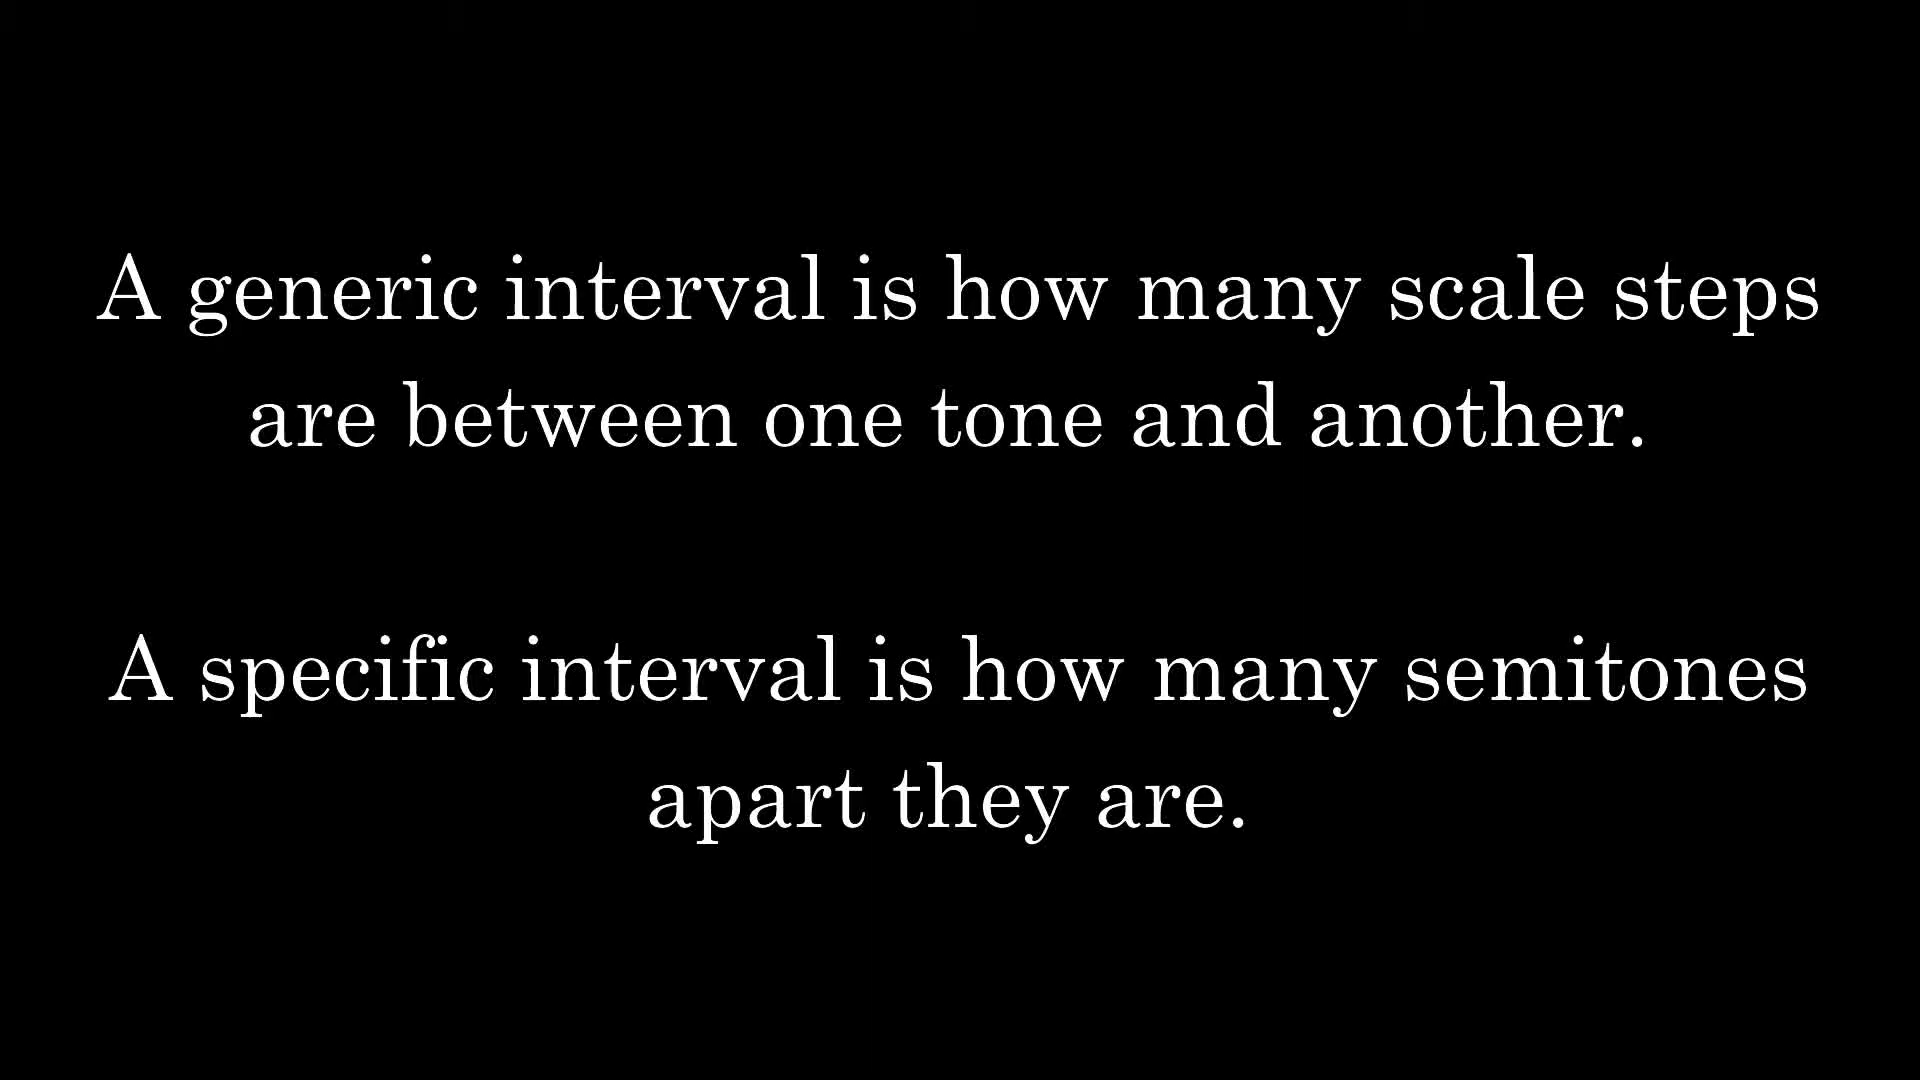 A generic interval is how many scale steps
are between one tone and another.
A specific interval is how many semitones
apart they are.